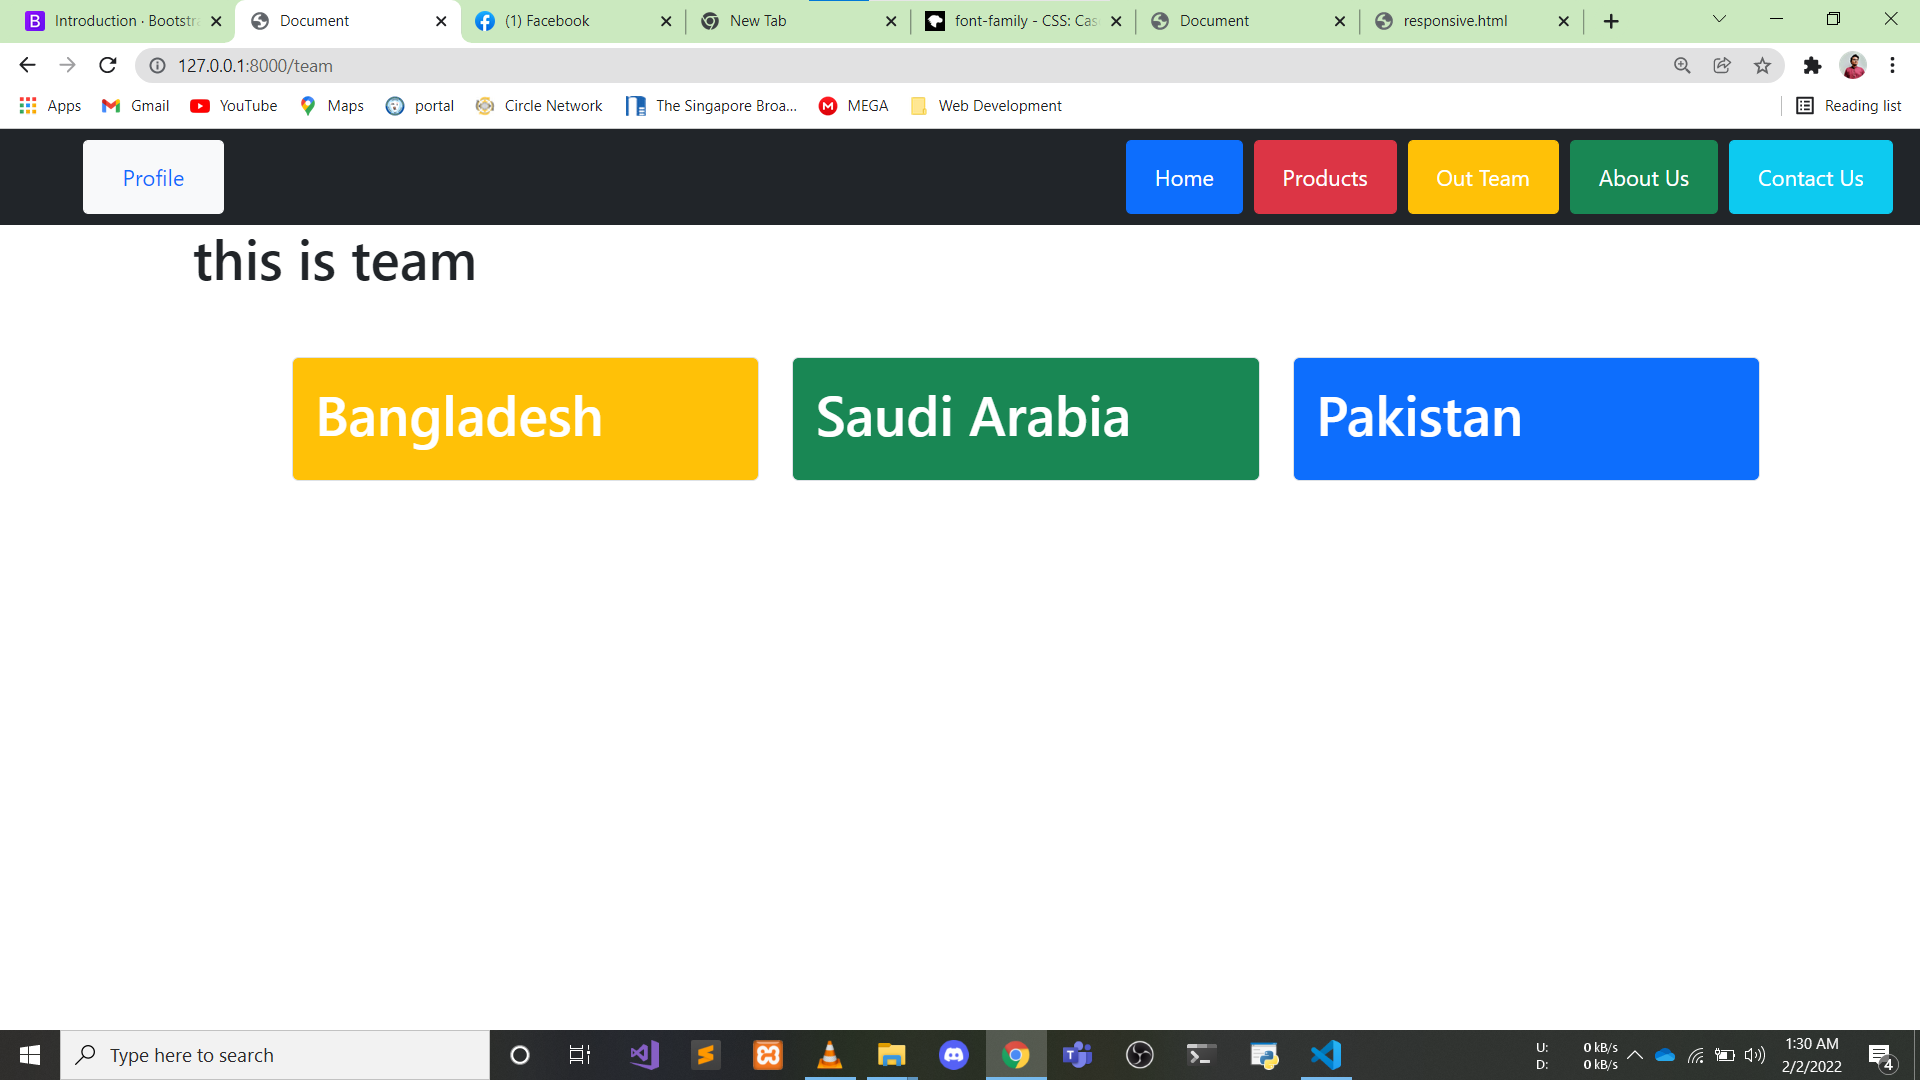 Introduction · Bootstra
Document
(1) Facebook
New Tab
font-family - CSS: Cas
Document
responsive.html
127.0.0.1:8000/team
Apps
Gmail
YouTube
Maps
portal
Circle Network
The Singapore Broa...
MEGA
Web Development
Reading list
Profile
Home
Products
Out Team
About Us
Contact Us
this is team
Bangladesh
Saudi Arabia
Pakistan
Type here to search
U: 0 kB/s
D: 0 kB/s
1:30 AM
2/2/2022
4